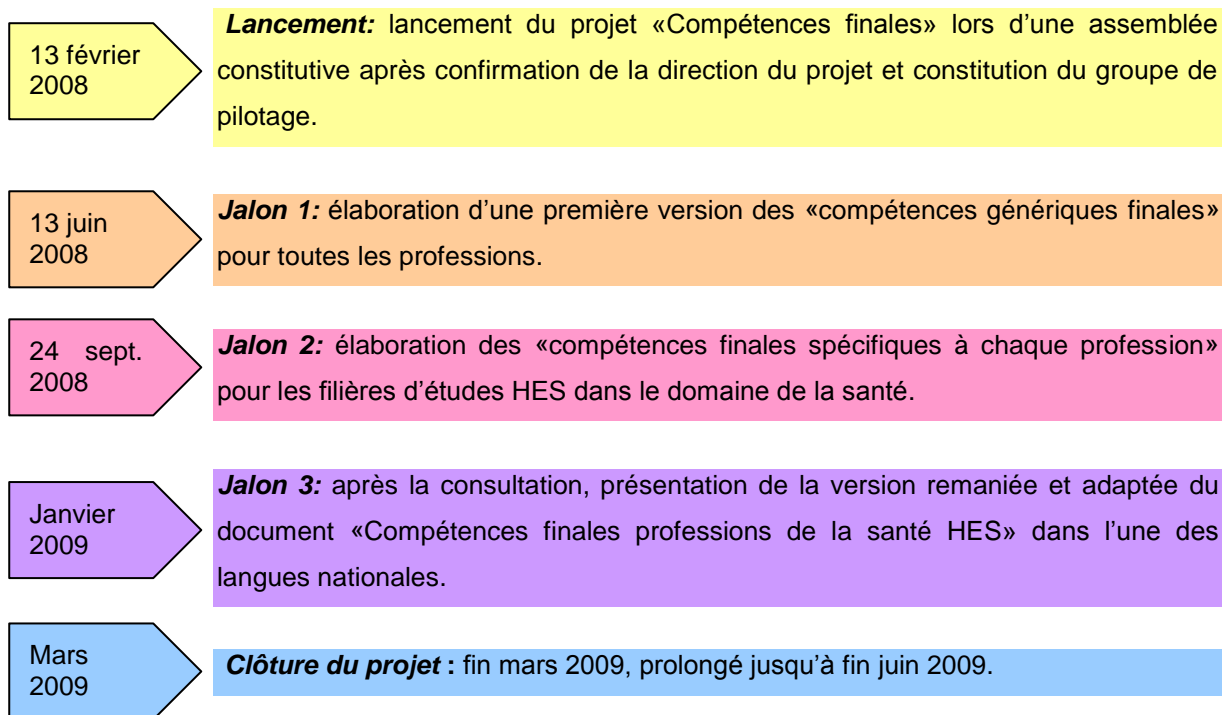 13 février
2008
Lancement: lancement du projet «Compétences finales» lors d'une assemblée
constitutive après confirmation de la direction du projet et constitution du groupe de
pilotage.
13 juin
2008
Jalon 1: élaboration d'une première version des «compétences génériques finales»
pour toutes les professions.
24 sept.
2008
Jalon 2: élaboration des «compétences finales spécifiques à chaque profession»
pour les filières d'études HES dans le domaine de la santé.
Janvier
2009
Jalon 3: après la consultation, présentation de la version remaniée et adaptée du
document «Compétences finales professions de la santé HES» dans l'une des
langues nationales.
Mars
2009
Clôture du projet : fin mars 2009, prolongé jusqu'à fin juin 2009.